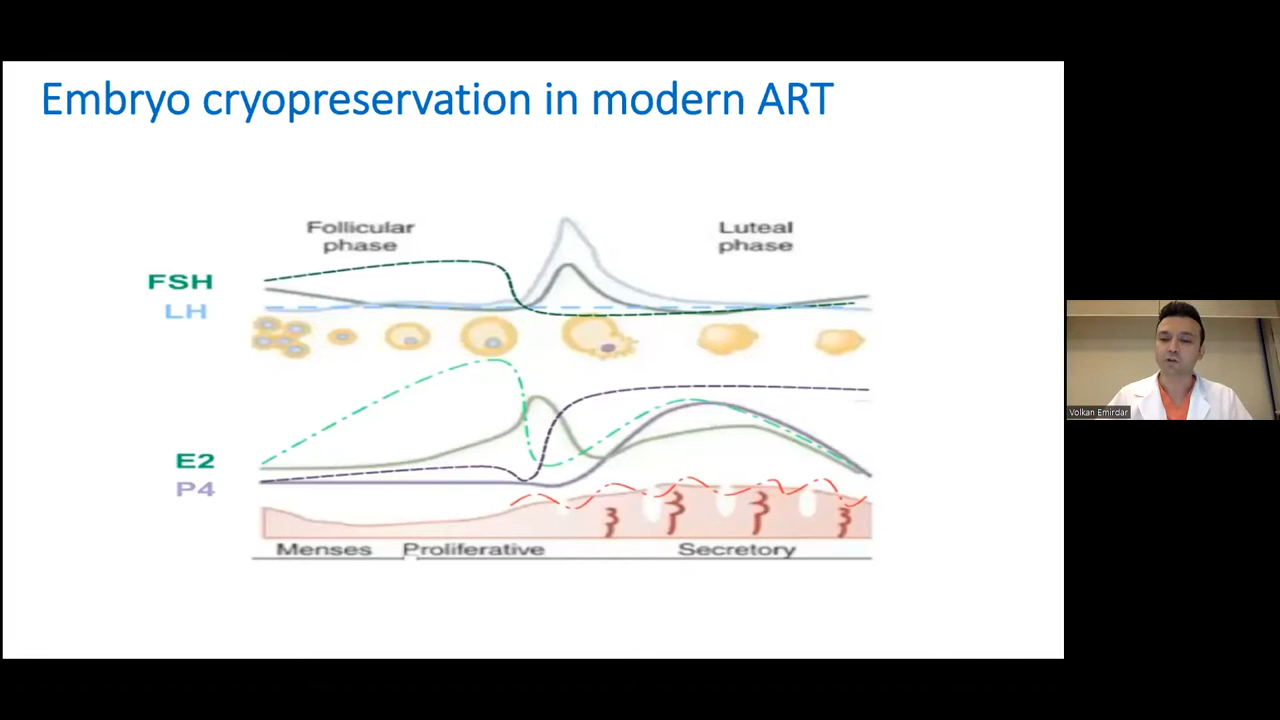 Embryo cryopreservation in modern ART
Follicular
phase
Luteal
phase
FSH
LH
E2
P4
Menses
Proliferative
Secretory
Volkan Emirdar